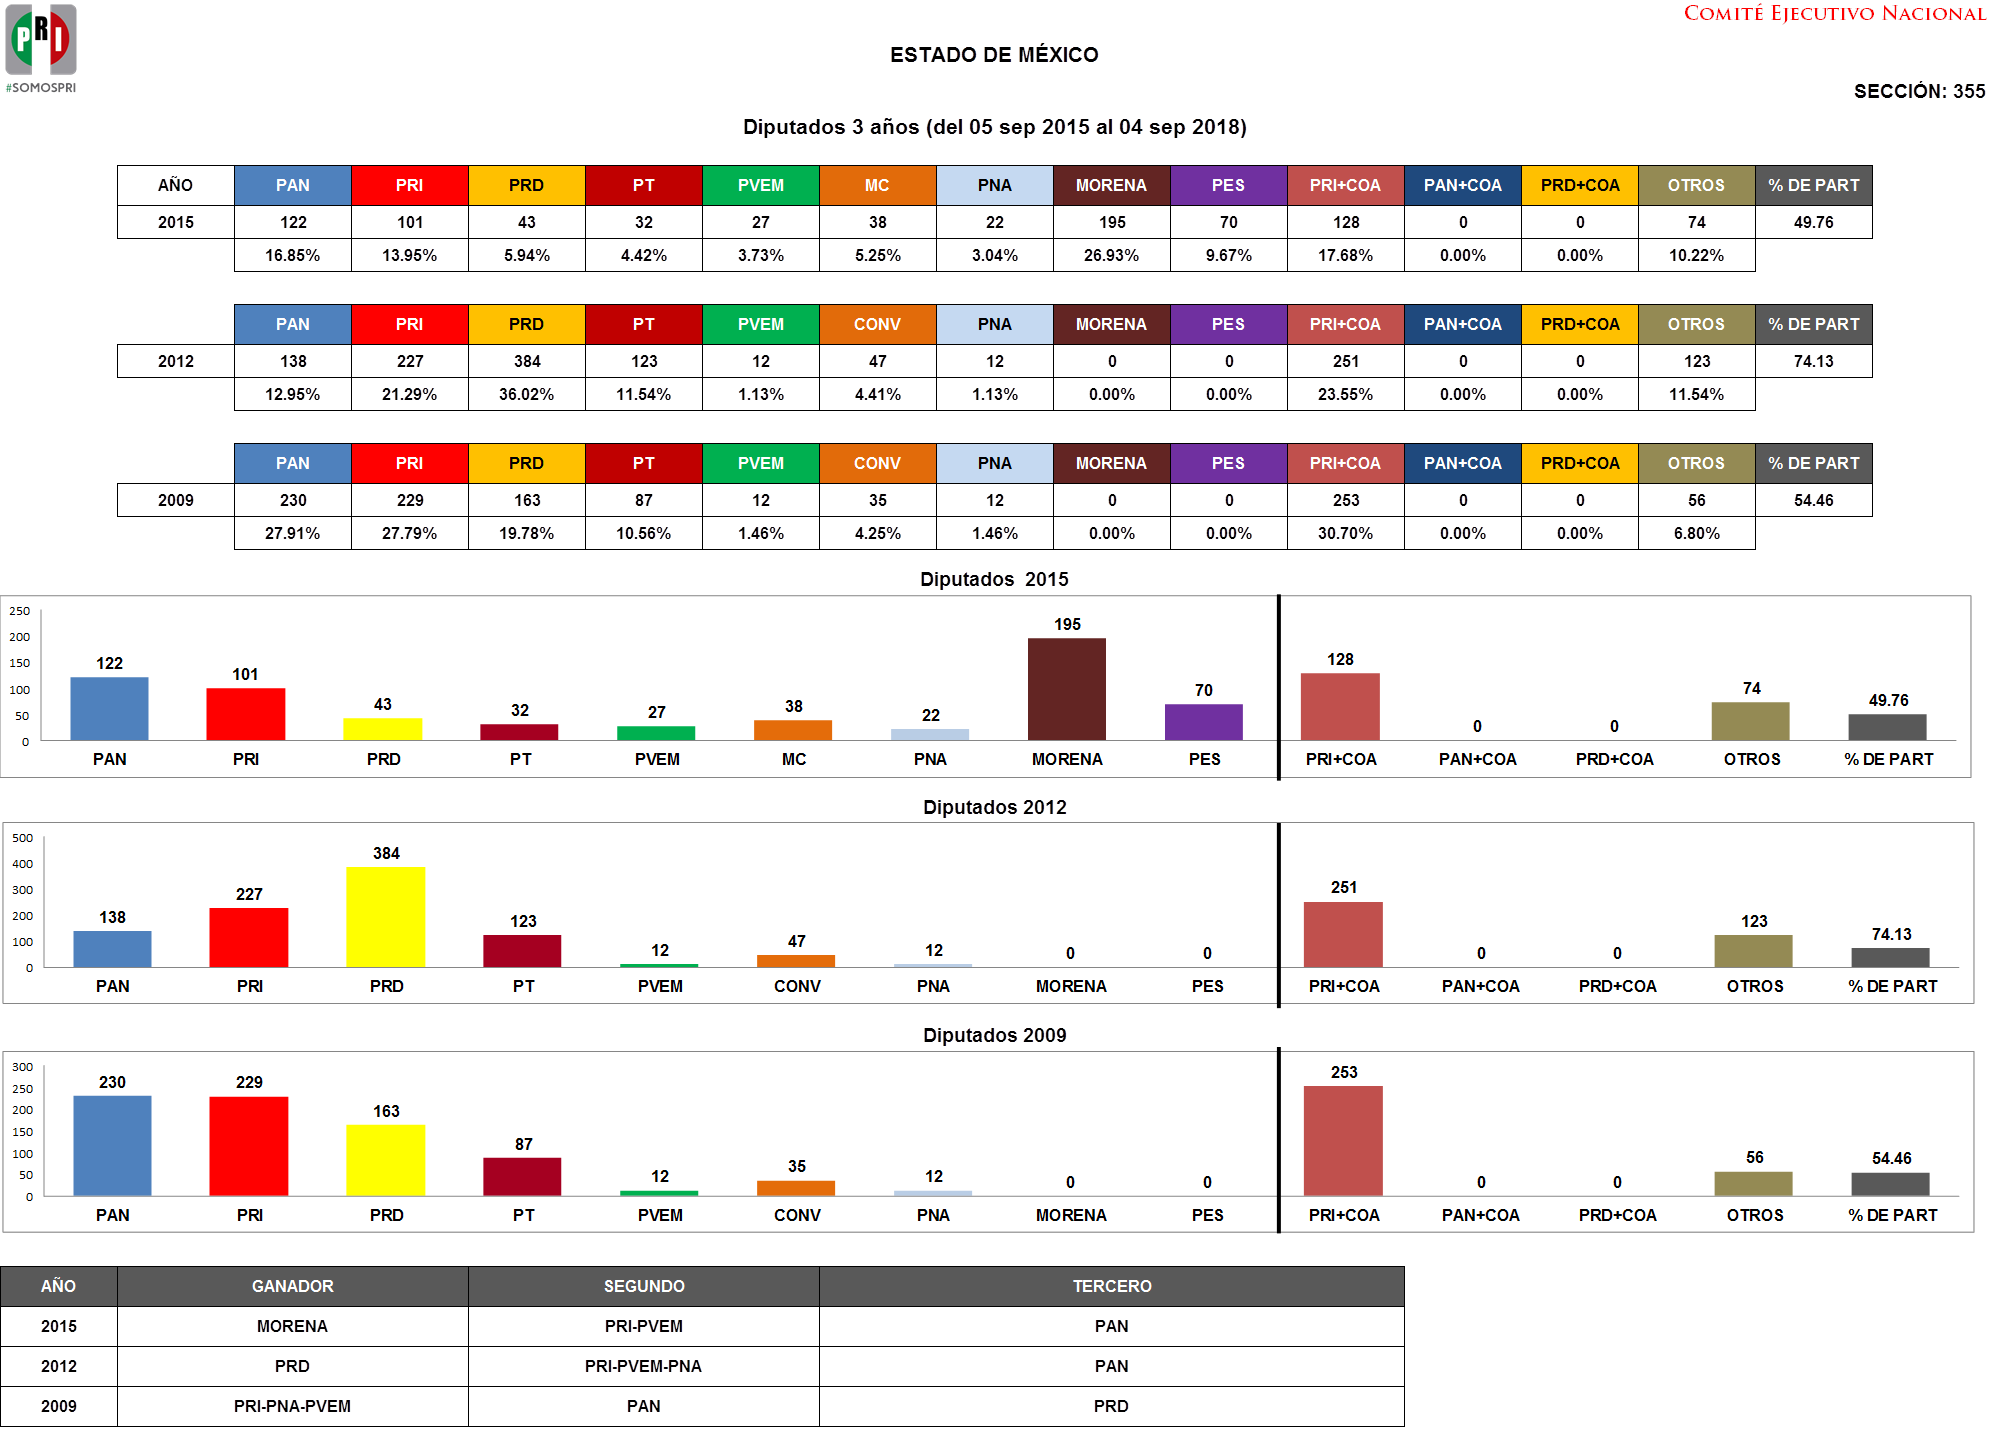 PRI
#SOMOSPRI
COMITÉ EJECUTIVO NACIONAL
ESTADO DE MÉXICO
SECCIÓN: 355
Diputados 3 años (del 05 sep 2015 al 04 sep 2018)
AÑO PAN PRI PRD PT PVEM MC PNA MORENA PES PRI+COA PAN+COA PRD+COA OTROS % DE PART
2015 122 101 43 32 27 38 22 195 70 128 0 0 74 49.76
16.85% 13.95% 5.94% 4.42% 3.73% 5.25% 3.04% 26.93% 9.67% 17.68% 0.00% 0.00% 10.22%
PAN PRI PRD PT PVEM CONV PNA MORENA PES PRI+COA PAN+COA PRD+COA OTROS % DE PART
2012 138 227 384 123 12 47 12 0 0 251 0 0 123 74.13
12.95% 21.29% 36.02% 11.54% 1.13% 4.41% 1.13% 0.00% 0.00% 23.55% 0.00% 0.00% 11.54%
PAN PRI PRD PT PVEM CONV PNA MORENA PES PRI+COA PAN+COA PRD+COA OTROS % DE PART
2009 230 229 163 87 12 35 12 0 0 253 0 0 56 54.46
27.91% 27.79% 19.78% 10.56% 1.46% 4.25% 1.46% 0.00% 0.00% 30.70% 0.00% 0.00% 6.80%
Diputados 2015
250
200
150
100
50
0
122 101 43 32 27 38 22 195 70 128 0 0 74 49.76
PAN PRI PRD PT PVEM MC PNA MORENA PES PRI+COA PAN+COA PRD+COA OTROS % DE PART
Diputados 2012
500
400
300
200
100
0
138 227 384 123 12 47 12 0 0 251 0 0 123 74.13
PAN PRI PRD PT PVEM CONV PNA MORENA PES PRI+COA PAN+COA PRD+COA OTROS % DE PART
Diputados 2009
300
250
200
150
100
50
0
230 229 163 87 12 35 12 0 0 253 0 0 56 54.46
PAN PRI PRD PT PVEM CONV PNA MORENA PES PRI+COA PAN+COA PRD+COA OTROS % DE PART
AÑO GANADOR SEGUNDO TERCERO
2015 MORENA PRI-PVEM PAN
2012 PRD PRI-PVEM-PNA PAN
2009 PRI-PNA-PVEM PAN PRD